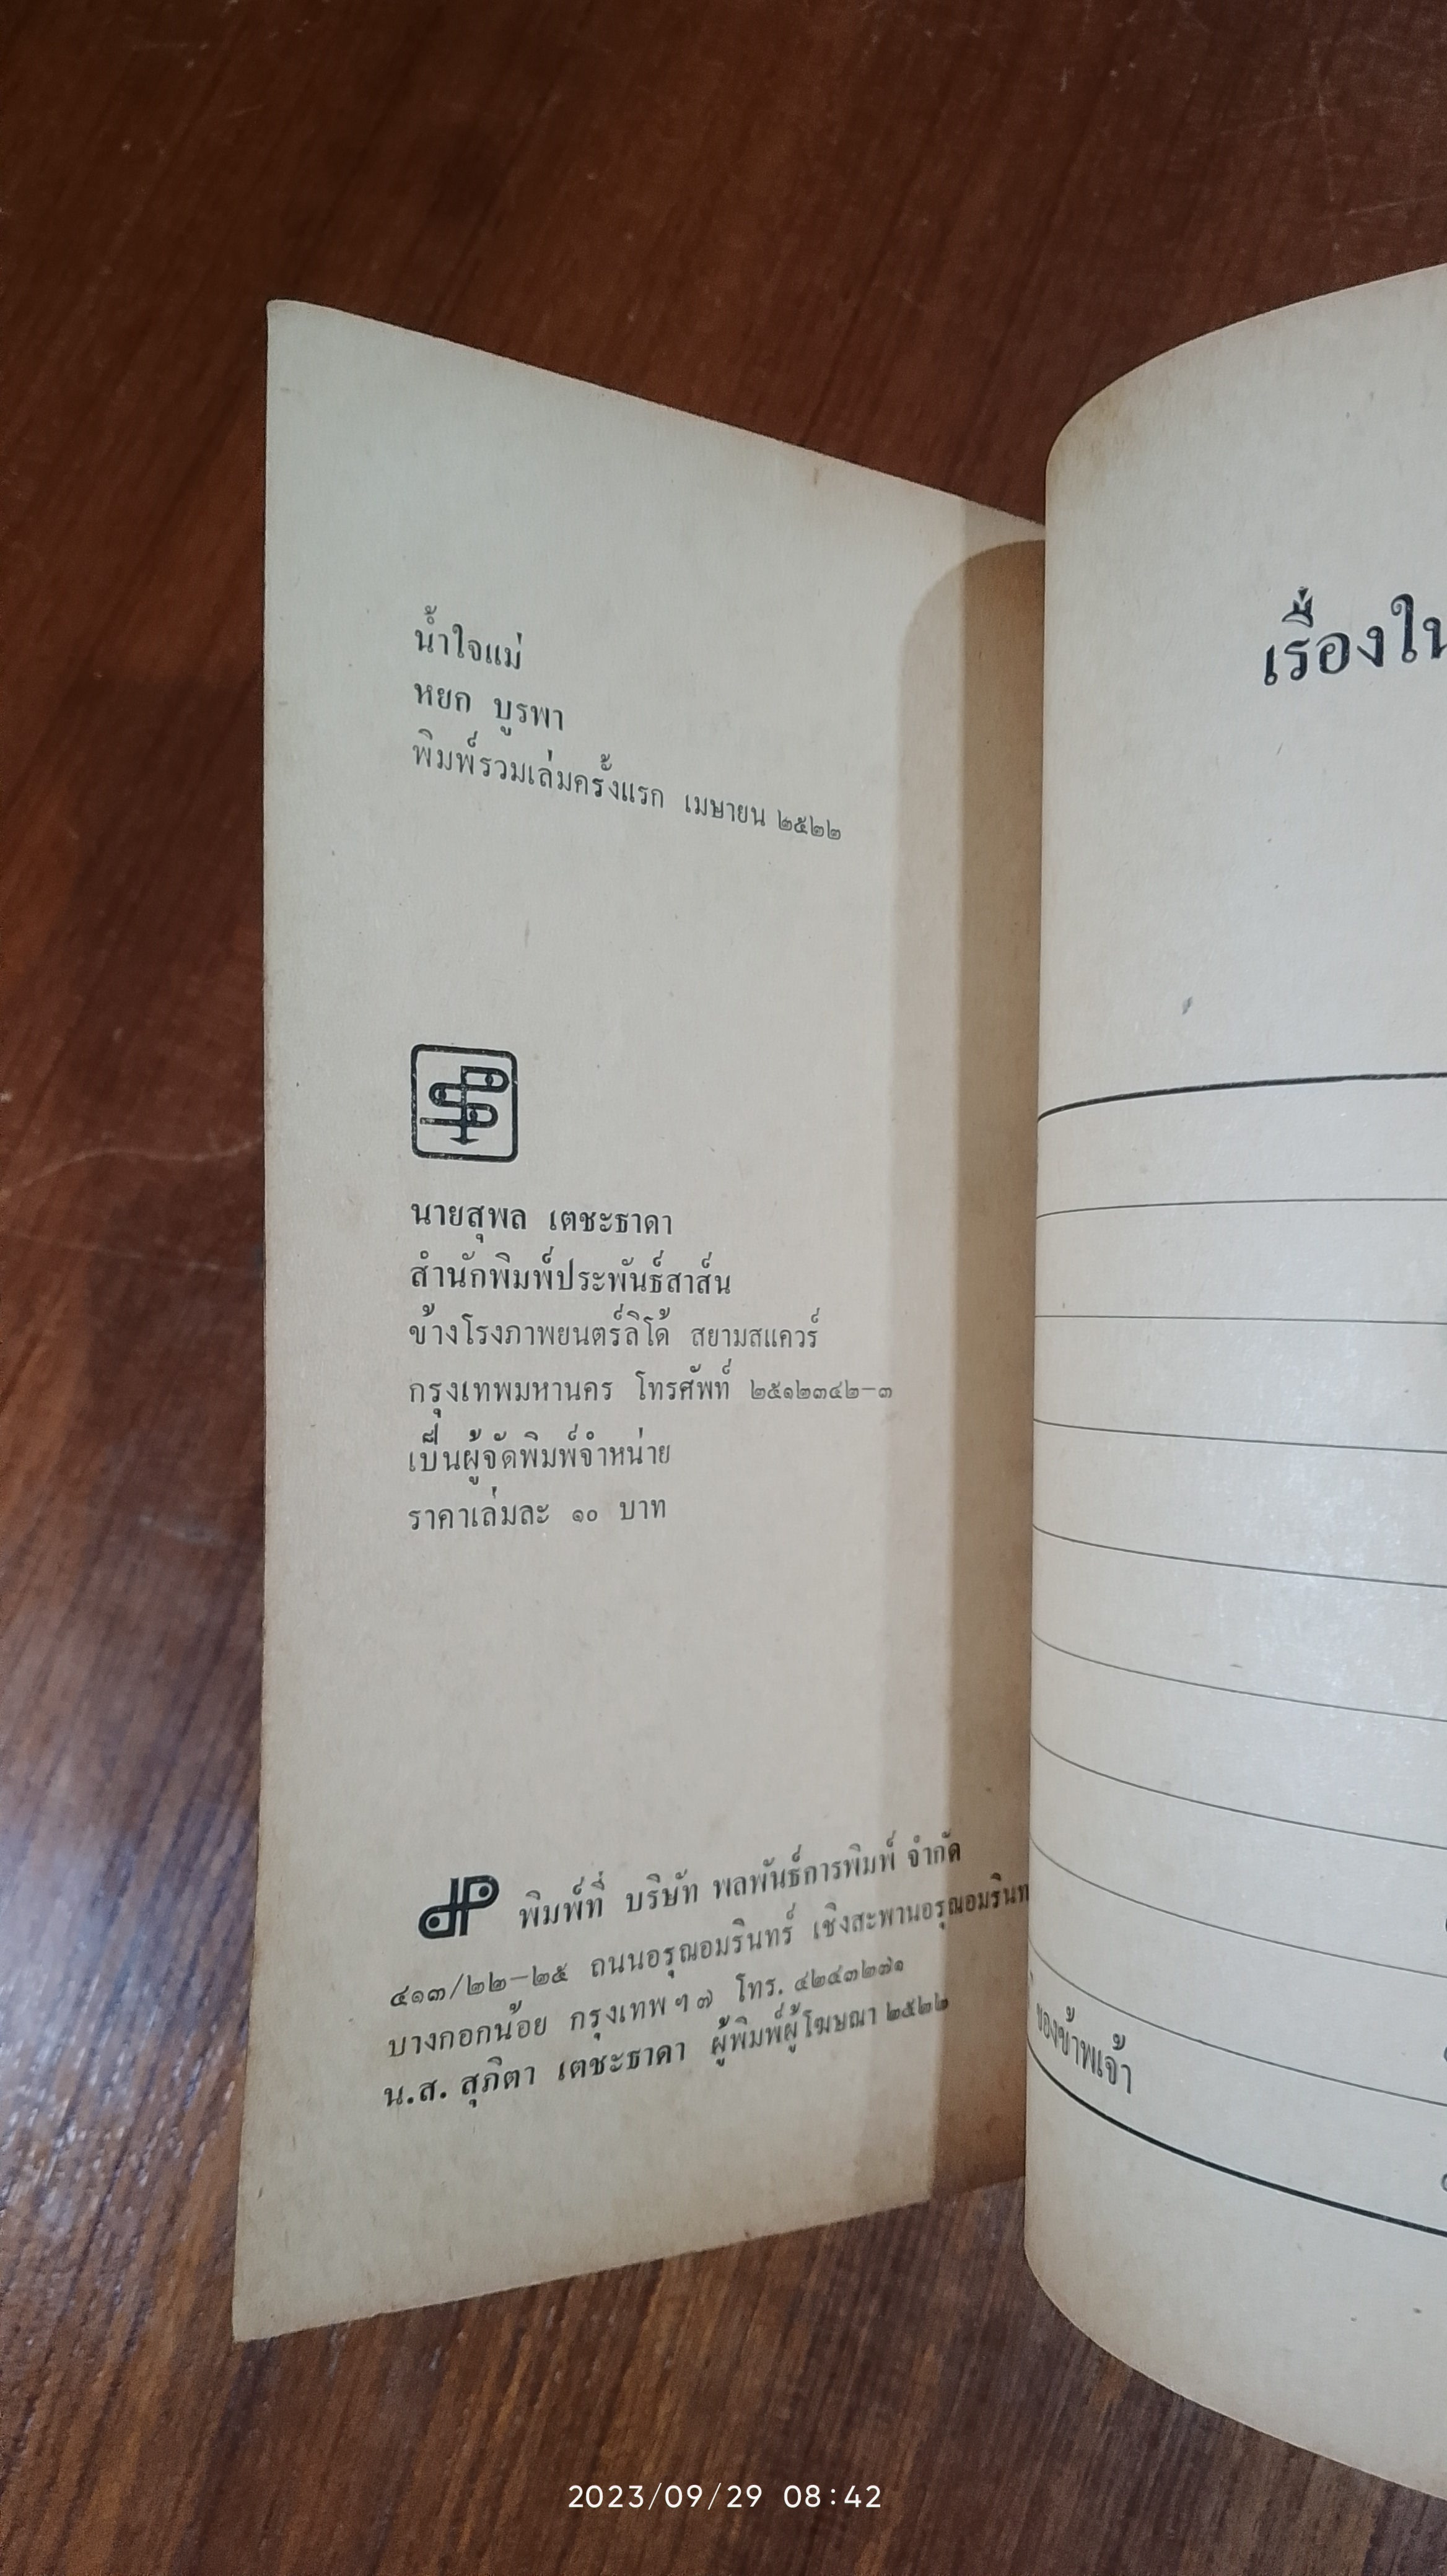 น้ำใจแม่
หยก บูรพา
พิมพ์รวมเล่มครั้งแรก เมษายน ๒๕๒๒
นายสุพล เตชะธาดา
สำนักพิมพ์ประพันธ์สาส์น
ข้างโรงภาพยนตร์ลิโด้ สยามสแควร์
กรุงเทพมหานคร โทรศัพท์ ๒๕๑๒๓๔๒-๓
เป็นผู้จัดพิมพ์จำหน่าย
ราคาเล่มละ ๑๐ บาท
พิมพ์ที่ บริษัท พลพันธ์การพิมพ์ จำกัด
๔๑๓/๒๒-๒๕ ถนนอรุณอมรินทร์ เชิงสะพานอรุณอมรินท
บางกอกน้อย กรุงเทพ ฯ ๗ โทร. ๔๒๔๓๒๗๑
น.ส. สุภิตา เตชะธาดา ผู้พิมพ์ผู้โฆษณา ๒๕๒๒
เรื่องใน
ของข้าพเจ้า
2023/09/29 08:42